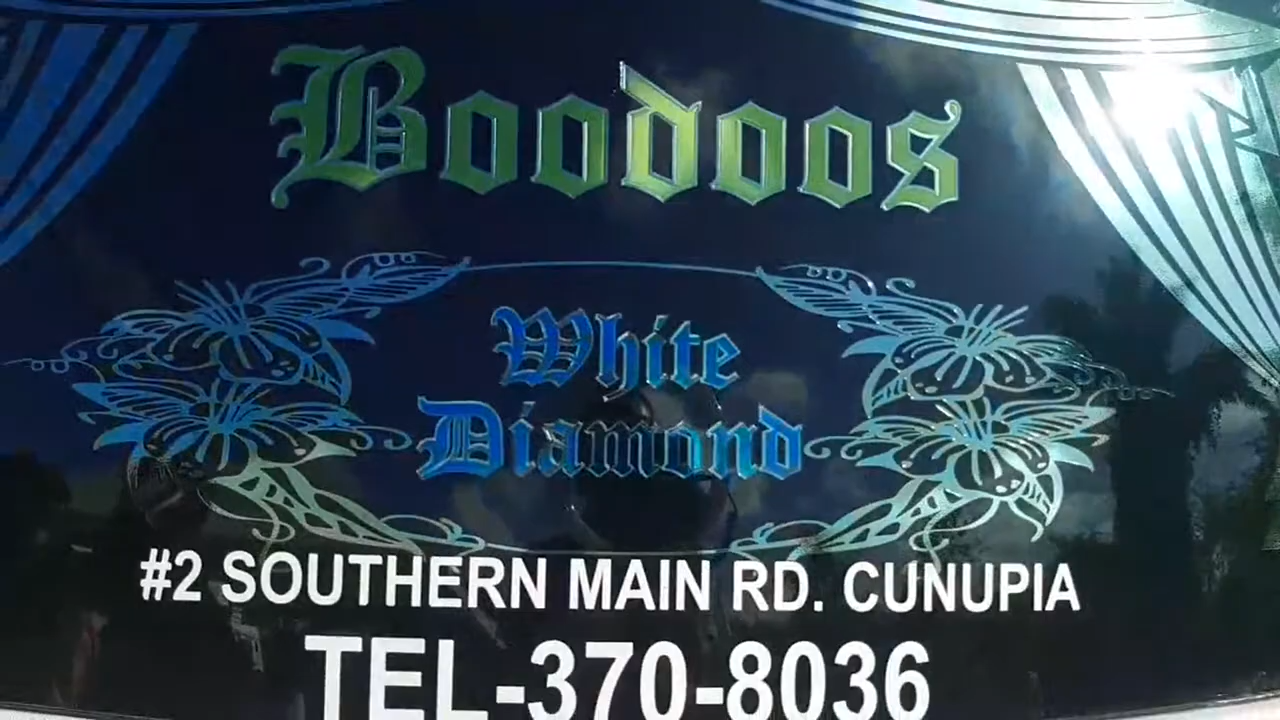 Boodoos
White
Diamond
#2 SOUTHERN MAIN RD. CUNUPIA
TEL-370-8036